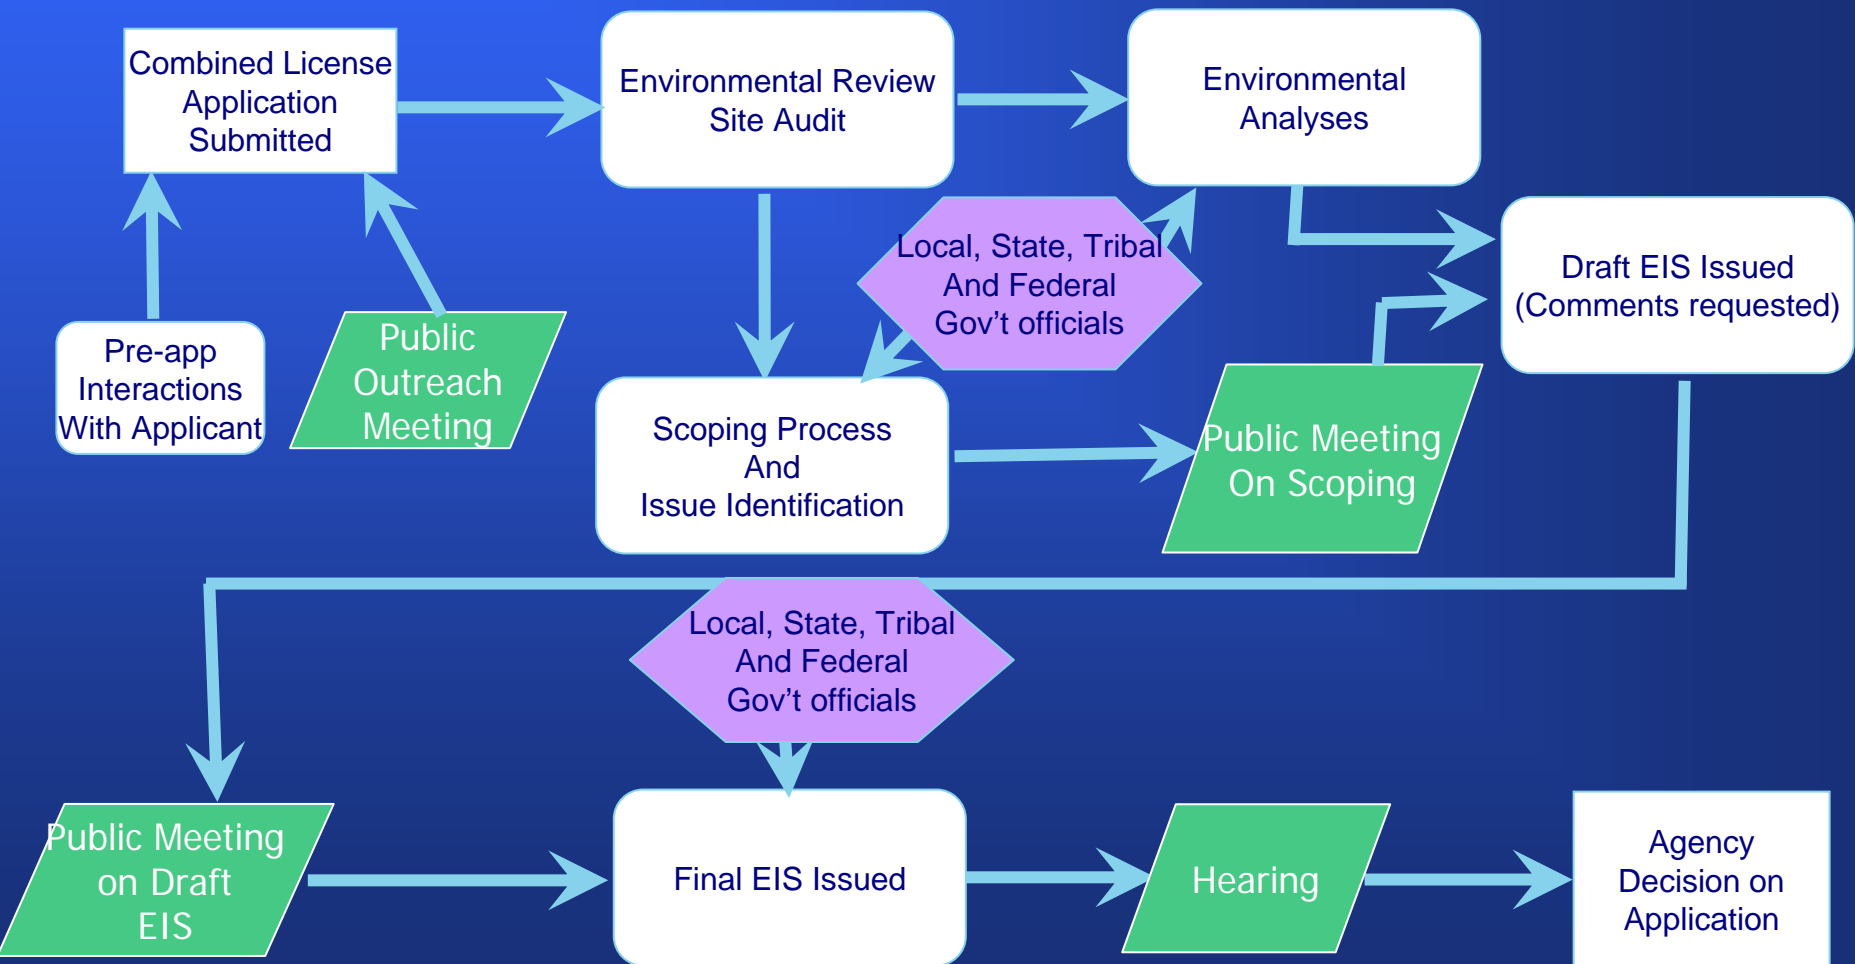 Combined License
Application
Submitted
Environmental Review
Site Audit
Environmental
Analyses
Local, State, Tribal
And Federal
Gov't officials
Draft EIS Issued
(Comments requested)
Pre-app
Interactions
With Applicant
Public
Outreach
Meeting
Scoping Process
And
Issue Identification
Public Meeting
On Scoping
Local, State, Tribal
And Federal
Gov't officials
Public Meeting
on Draft
EIS
Final EIS Issued
Hearing
Agency
Decision on
Application